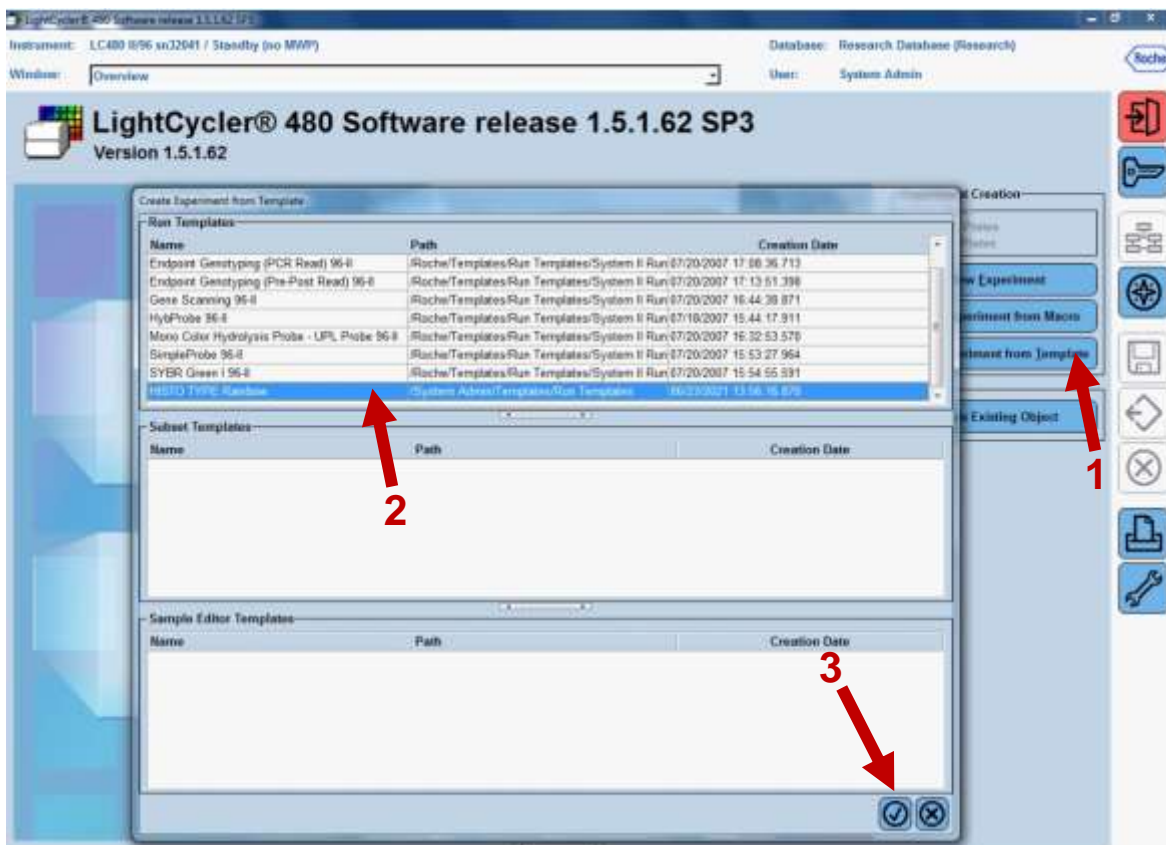 LightCycler® 480 Software release 1.5.1.62 SP3
Instrument: LC480 II/96 sn32041 / Standby (no MWP)
Database: Research Database (Research)
Window: Overview
User: System Admin
Roche
LightCycler® 480 Software release 1.5.1.62 SP3
Version 1.5.1.62
Creation
Create Experiment from Template
Run Templates
Name Path Creation Date
Endpoint Genotyping (PCR Read) 96-II /Roche/Templates/Run Templates/System II Run 07/20/2007 17:08:36.713
Endpoint Genotyping (Pre-Post Read) 96-II /Roche/Templates/Run Templates/System II Run 07/20/2007 17:13:51.398
Gene Scanning 96-II /Roche/Templates/Run Templates/System II Run 07/20/2007 16:44:39.871
HybProbe 96-II /Roche/Templates/Run Templates/System II Run 07/18/2007 15:44:17.911
Mono Color Hydrolysis Probe - UPL Probe 96-II /Roche/Templates/Run Templates/System II Run 07/20/2007 16:32:53.570
SimpleProbe 96-II /Roche/Templates/Run Templates/System II Run 07/20/2007 15:53:27.964
SYBR Green I 96-II /Roche/Templates/Run Templates/System II Run 07/20/2007 15:54:55.591
HISTO TYPE Rainbow /System Admin/Templates/Run Templates
ew Experiment
periment from Macro
riment from Template
n Existing Object
1
2
Subset Templates
Name Path Creation Date
Sample Editor Templates
Name Path Creation Date
3